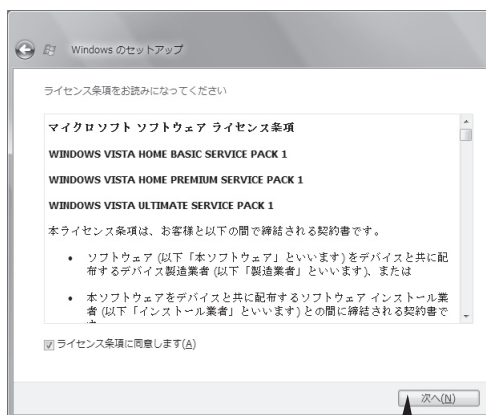 Windows のセットアップ
ライセンス条項をお読みになってください
マイクロソフト ソフトウェア ライセンス条項
WINDOWS VISTA HOME BASIC SERVICE PACK 1
WINDOWS VISTA HOME PREMIUM SERVICE PACK 1
WINDOWS VISTA ULTIMATE SERVICE PACK 1
本ライセンス条項は、お客様と以下の間で締結される契約書です。
• ソフトウェア (以下「本ソフトウェア」といいます) をデバイスと共に配
布するデバイス製造業者 (以下「製造業者」といいます)、または
• 本ソフトウェアをデバイスと共に配布するソフトウェア インストール業
者 (以下「インストール業者」といいます) との間に締結される契約書で
ライセンス条項に同意します(A)
次へ(N)